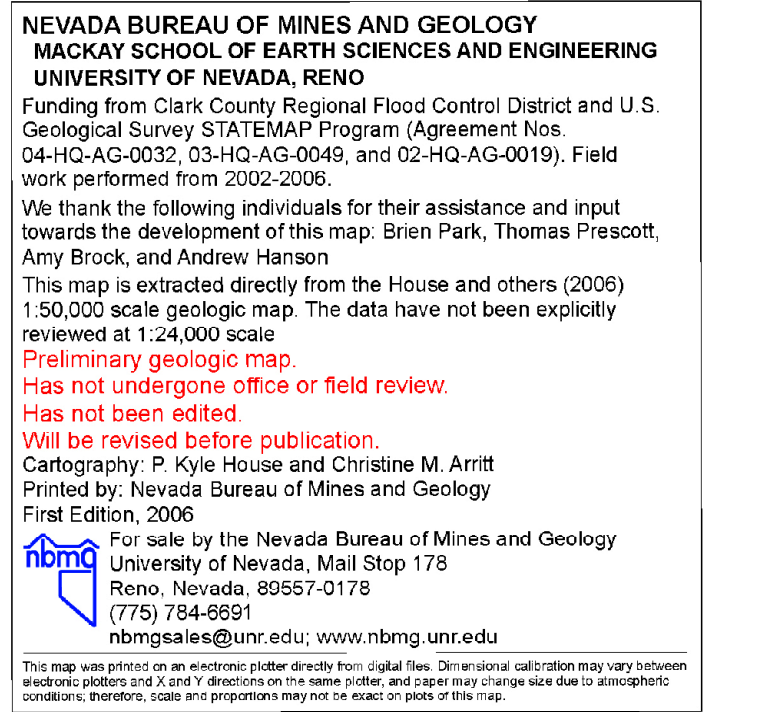 NEVADA BUREAU OF MINES AND GEOLOGY
MACKAY SCHOOL OF EARTH SCIENCES AND ENGINEERING
UNIVERSITY OF NEVADA, RENO
Funding from Clark County Regional Flood Control District and U.S.
Geological Survey STATEMAP Program (Agreement Nos.
04-HQ-AG-0032, 03-HQ-AG-0049, and 02-HQ-AG-0019). Field
work performed from 2002-2006.
We thank the following individuals for their assistance and input
towards the development of this map: Brien Park, Thomas Prescott,
Amy Brock, and Andrew Hanson
This map is extracted directly from the House and others (2006)
1:50,000 scale geologic map. The data have not been explicitly
reviewed at 1:24,000 scale
Preliminary geologic map.
Has not undergone office or field review.
Has not been edited.
Will be revised before publication.
Cartography: P. Kyle House and Christine M. Arritt
Printed by: Nevada Bureau of Mines and Geology
First Edition, 2006
nbmg
For sale by the Nevada Bureau of Mines and Geology
University of Nevada, Mail Stop 178
Reno, Nevada, 89557-0178
(775) 784-6691
nbmgsales@unr.edu; www.nbmg.unr.edu
This map was printed on an electronic plotter directly from digital files. Dimensional calibration may vary between
electronic plotters and X and Y directions on the same plotter, and paper may change size due to atmospheric
conditions; therefore, scale and proportions may not be exact on plots of this map.